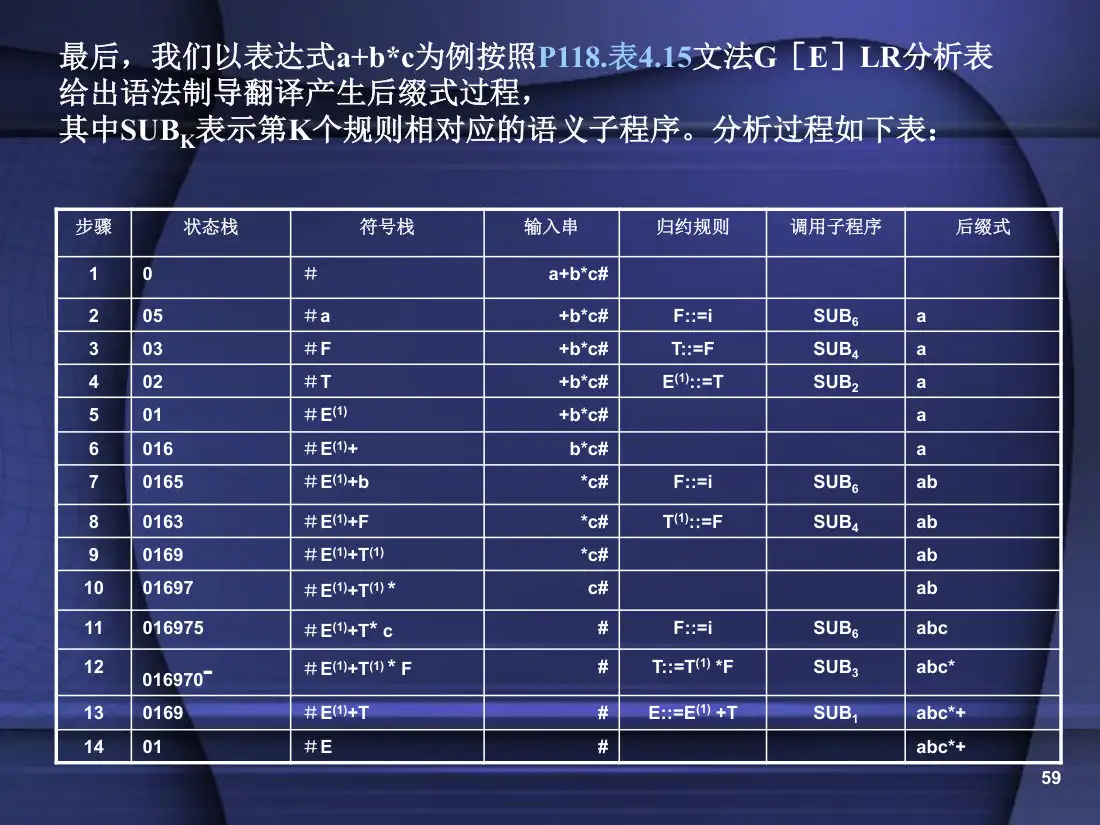 最后，我们以表达式a+b*c为例按照P118.表4.15文法G［E］LR分析表
给出语法制导翻译产生后缀式过程，
其中SUBK表示第K个规则相对应的语义子程序。分析过程如下表：
步骤 状态栈 符号栈 输入串 归约规则 调用子程序 后缀式
1 0 ＃ a+b*c#
2 05 ＃a +b*c# F::=i SUB6 a
3 03 ＃F +b*c# T::=F SUB4 a
4 02 ＃T +b*c# E(1)::=T SUB2 a
5 01 ＃E(1) +b*c# a
6 016 ＃E(1)+ b*c# a
7 0165 ＃E(1)+b *c# F::=i SUB6 ab
8 0163 ＃E(1)+F *c# T(1)::=F SUB4 ab
9 0169 ＃E(1)+T(1) *c# ab
10 01697 ＃E(1)+T(1) * c# ab
11 016975 ＃E(1)+T* c # F::=i SUB6 abc
12 016970- ＃E(1)+T(1) * F # T::=T(1) *F SUB3 abc*
13 0169 ＃E(1)+T # E::=E(1) +T SUB1 abc*+
14 01 ＃E # abc*+
59